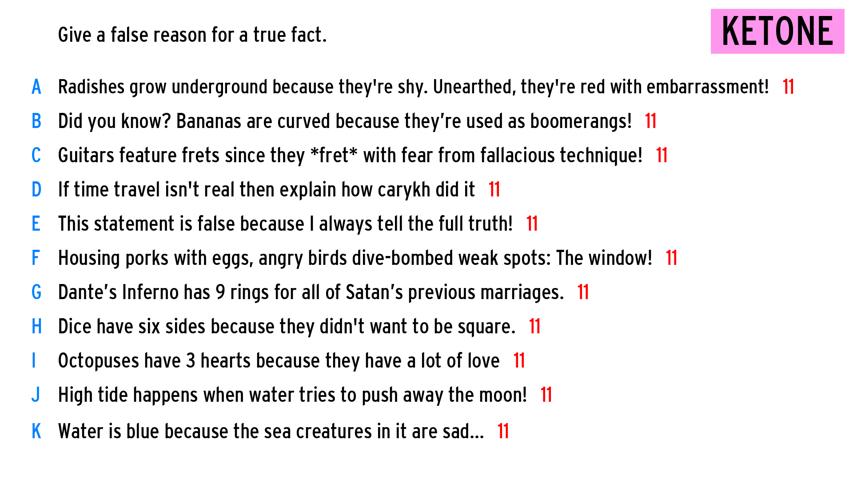 Give a false reason for a true fact.
KETONE
A Radishes grow underground because they're shy. Unearthed, they're red with embarrassment! 11
B Did you know? Bananas are curved because they’re used as boomerangs! 11
C Guitars feature frets since they *fret* with fear from fallacious technique! 11
D If time travel isn't real then explain how carykh did it 11
E This statement is false because I always tell the full truth! 11
F Housing porks with eggs, angry birds dive-bombed weak spots: The window! 11
G Dante’s Inferno has 9 rings for all of Satan’s previous marriages. 11
H Dice have six sides because they didn't want to be square. 11
I Octopuses have 3 hearts because they have a lot of love 11
J High tide happens when water tries to push away the moon! 11
K Water is blue because the sea creatures in it are sad... 11